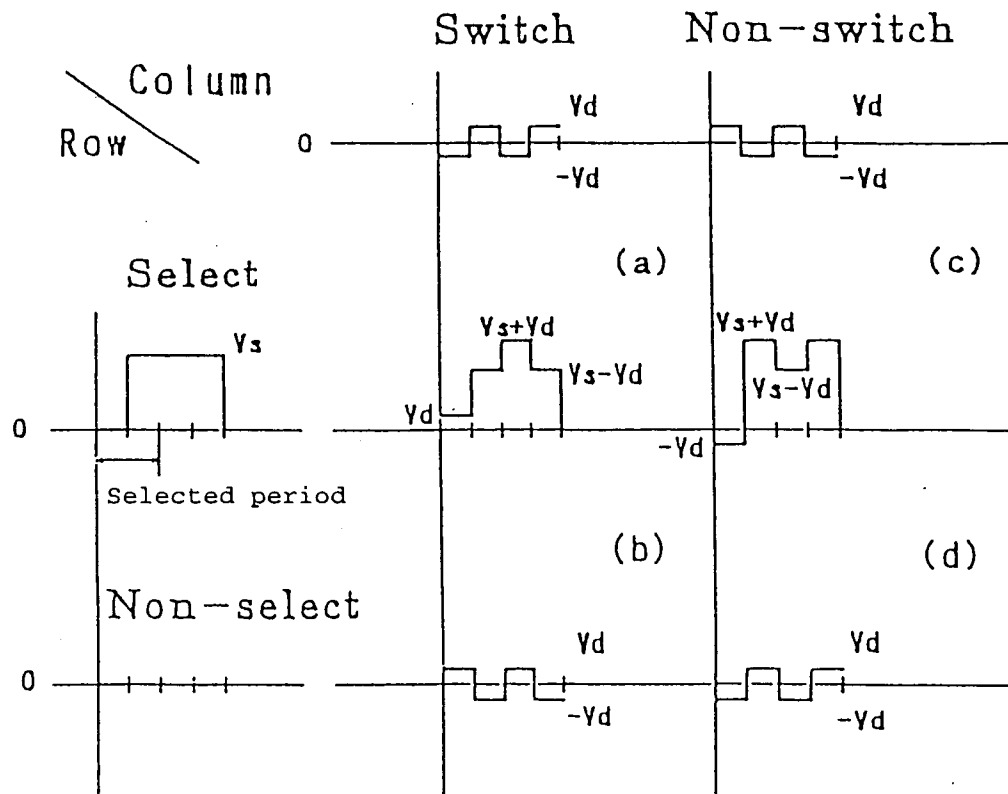 Switch Non-switch
Column
Row
0
Vd
-Vd
Vd
-Vd
(a)
(c)
Select
Vs
0
Selected period
Vs+Vd
Vs-Vd
Vd
Vs+Vd
Vs-Vd
-Vd
(b)
(d)
Non-select
0
Vd
-Vd
Vd
-Vd